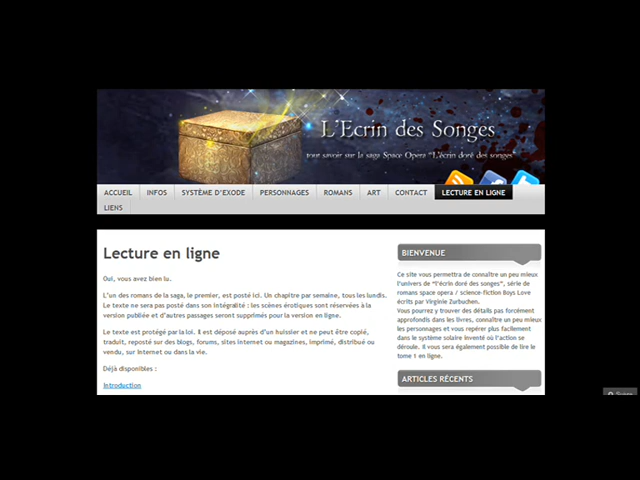 L'Ecrin des Songes
tout savoir sur la saga Space Opera "L'écrin doré des songes"
ACCUEIL INFOS SYSTÈME D'EXODE PERSONNAGES ROMANS ART CONTACT LECTURE EN LIGNE
LIENS
Lecture en ligne
Oui, vous avez bien lu.
L'un des romans de la saga, le premier, est posté ici. Un chapitre par semaine, tous les lundis.
Le texte ne sera pas posté dans son intégralité : les scènes érotiques sont réservées à la
version publiée et d'autres passages seront supprimés pour la version en ligne.
Le texte est protégé par la loi. Il est déposé auprès d'un huissier et ne peut être copié,
traduit, reposté sur des blogs, forums, sites internet ou magazines, imprimé, distribué ou
vendu, sur internet ou dans la vie.
Déjà disponibles :
Introduction
BIENVENUE
Ce site vous permettra de connaître un peu mieux
l'univers de "l'écrin doré des songes", série de
romans space opera / science-fiction Boys Love
écrits par Virginie Zurbuchen.
Vous pourrez y trouver des détails pas forcément
approfondis dans les livres, connaître un peu mieux
les personnages et vous repérer plus facilement
dans le système solaire inventé où l'action se
déroule. Il vous sera également possible de lire le
tome 1 en ligne.
ARTICLES RÉCENTS
Suivre